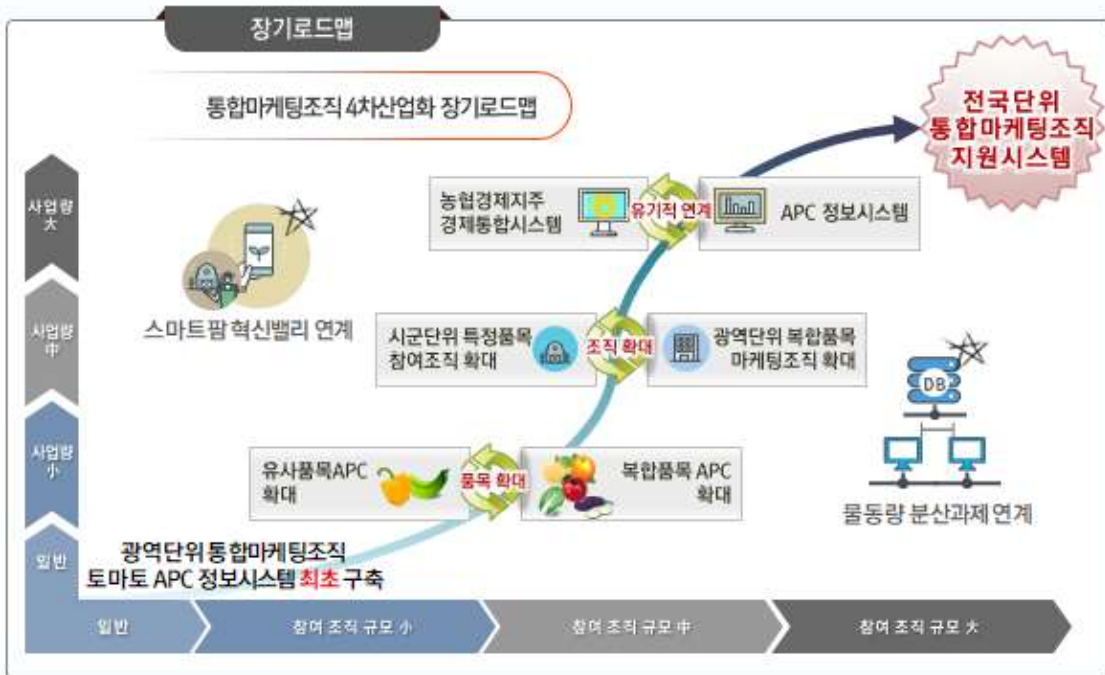 장기로드맵
통합마케팅조직 4차산업화 장기로드맵
전국단위
통합마케팅조직
지원시스템
사업량
大
농협경제지주
경제통합시스템
유기적 연계
APC 정보시스템
스마트팜 혁신밸리 연계
사업량
中
시군단위 특정품목
참여조직 확대
조직 확대
광역단위 복합품목
마케팅조직 확대
DB
사업량
小
유사품목APC
확대
품목 확대
복합품목 APC
확대
물동량 분산과제 연계
일반
광역단위 통합마케팅조직
토마토 APC 정보시스템 최초 구축
일반
참여 조직 규모 小
참여 조직 규모 中
참여 조직 규모 大